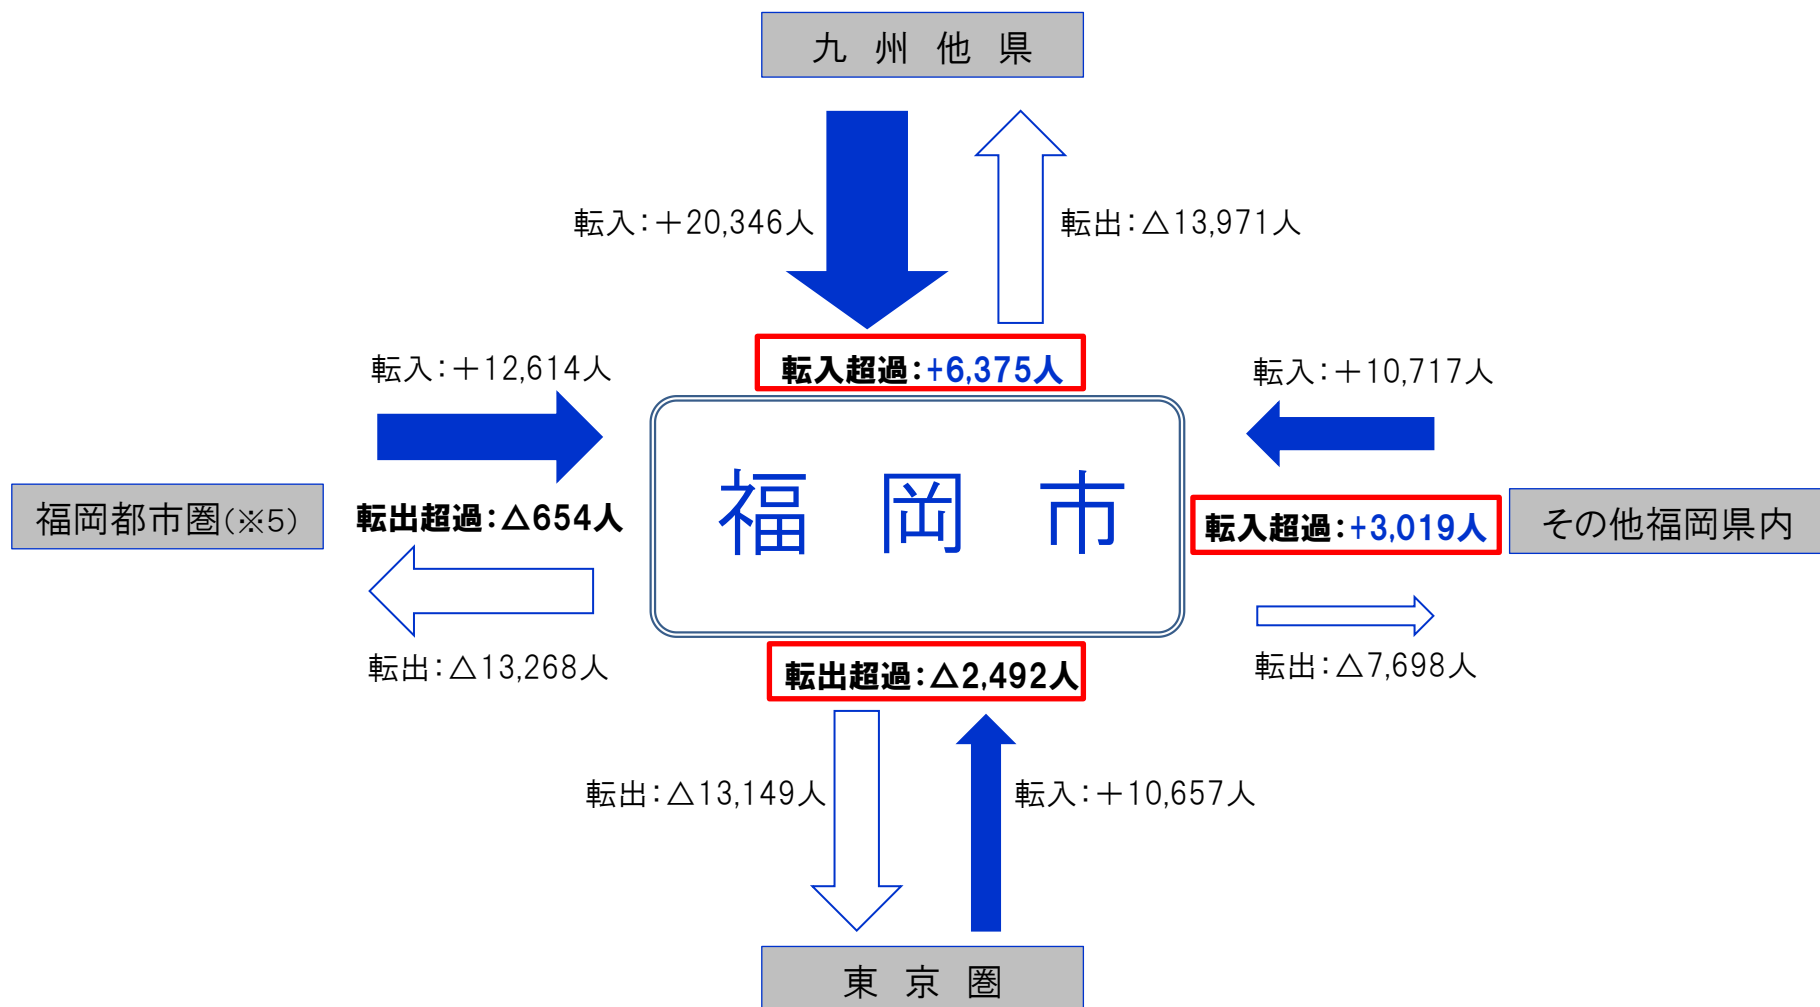 九州他県
転入：＋20,346人
転出：△13,971人
転入超過：+6,375人
転入：＋12,614人
転入：＋10,717人
福岡市
福岡都市圏(※5)
転出超過：△654人
転入超過：+3,019人
その他福岡県内
転出：△13,268人
転出：△7,698人
転出超過：△2,492人
転出：△13,149人
転入：＋10,657人
東京圏